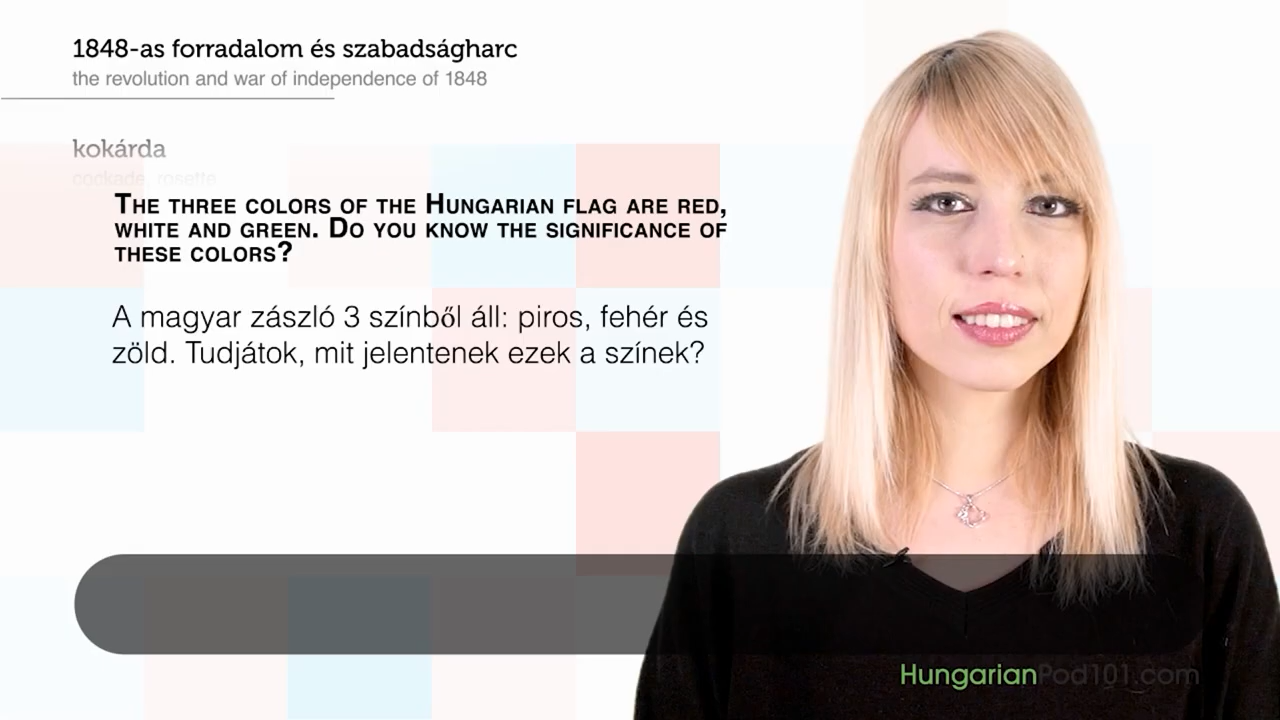 1848-as forradalom és szabadságharc
the revolution and war of independence of 1848
kokárda
cockade, rosette
The three colors of the Hungarian flag are red,
white and green. Do you know the significance of
these colors?
A magyar zászló 3 színből áll: piros, fehér és
zöld. Tudjátok, mit jelentenek ezek a színek?
HungarianPod101.com